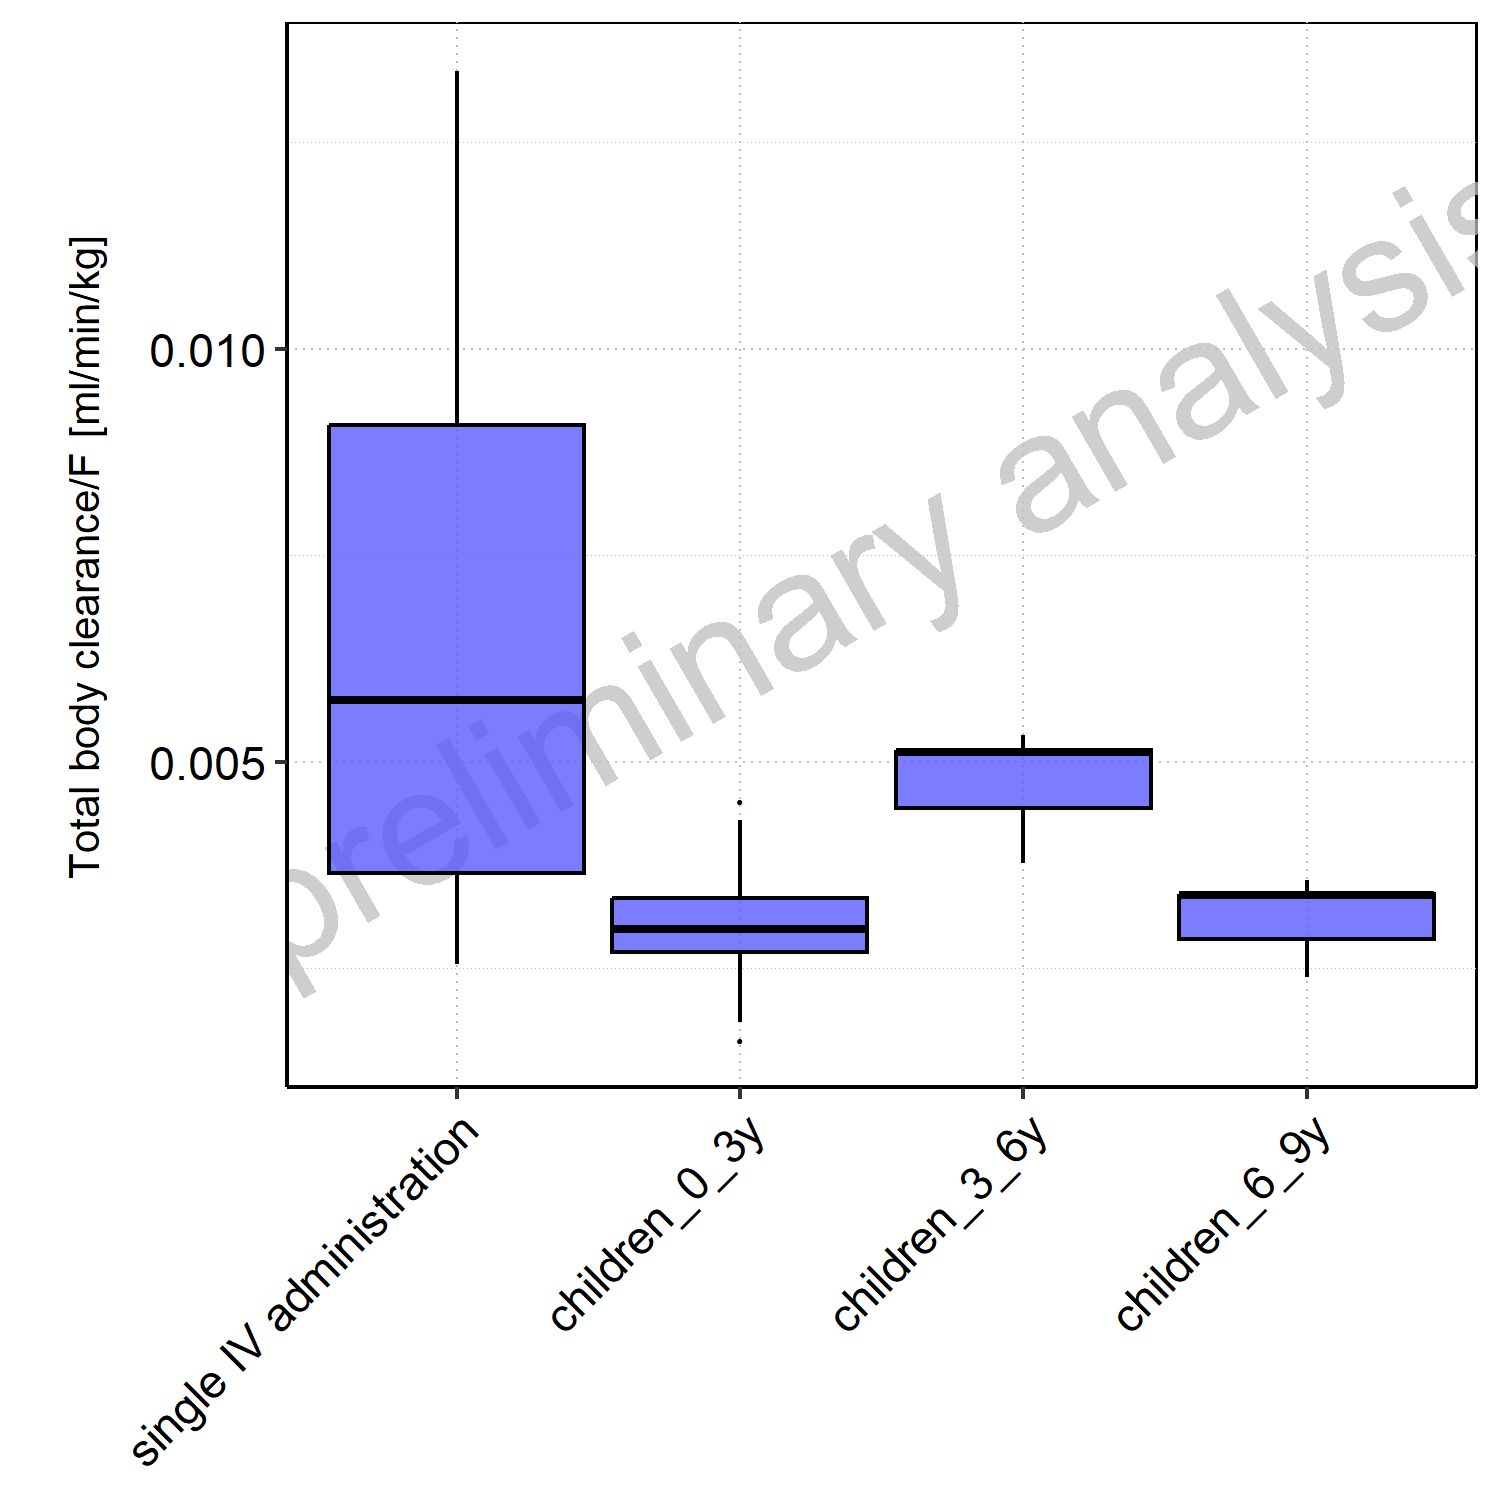 Total body clearance/F [ml/min/kg]
0.010
0.005
preliminary analysis
single IV administration
children_0_3y
children_3_6y
children_6_9y